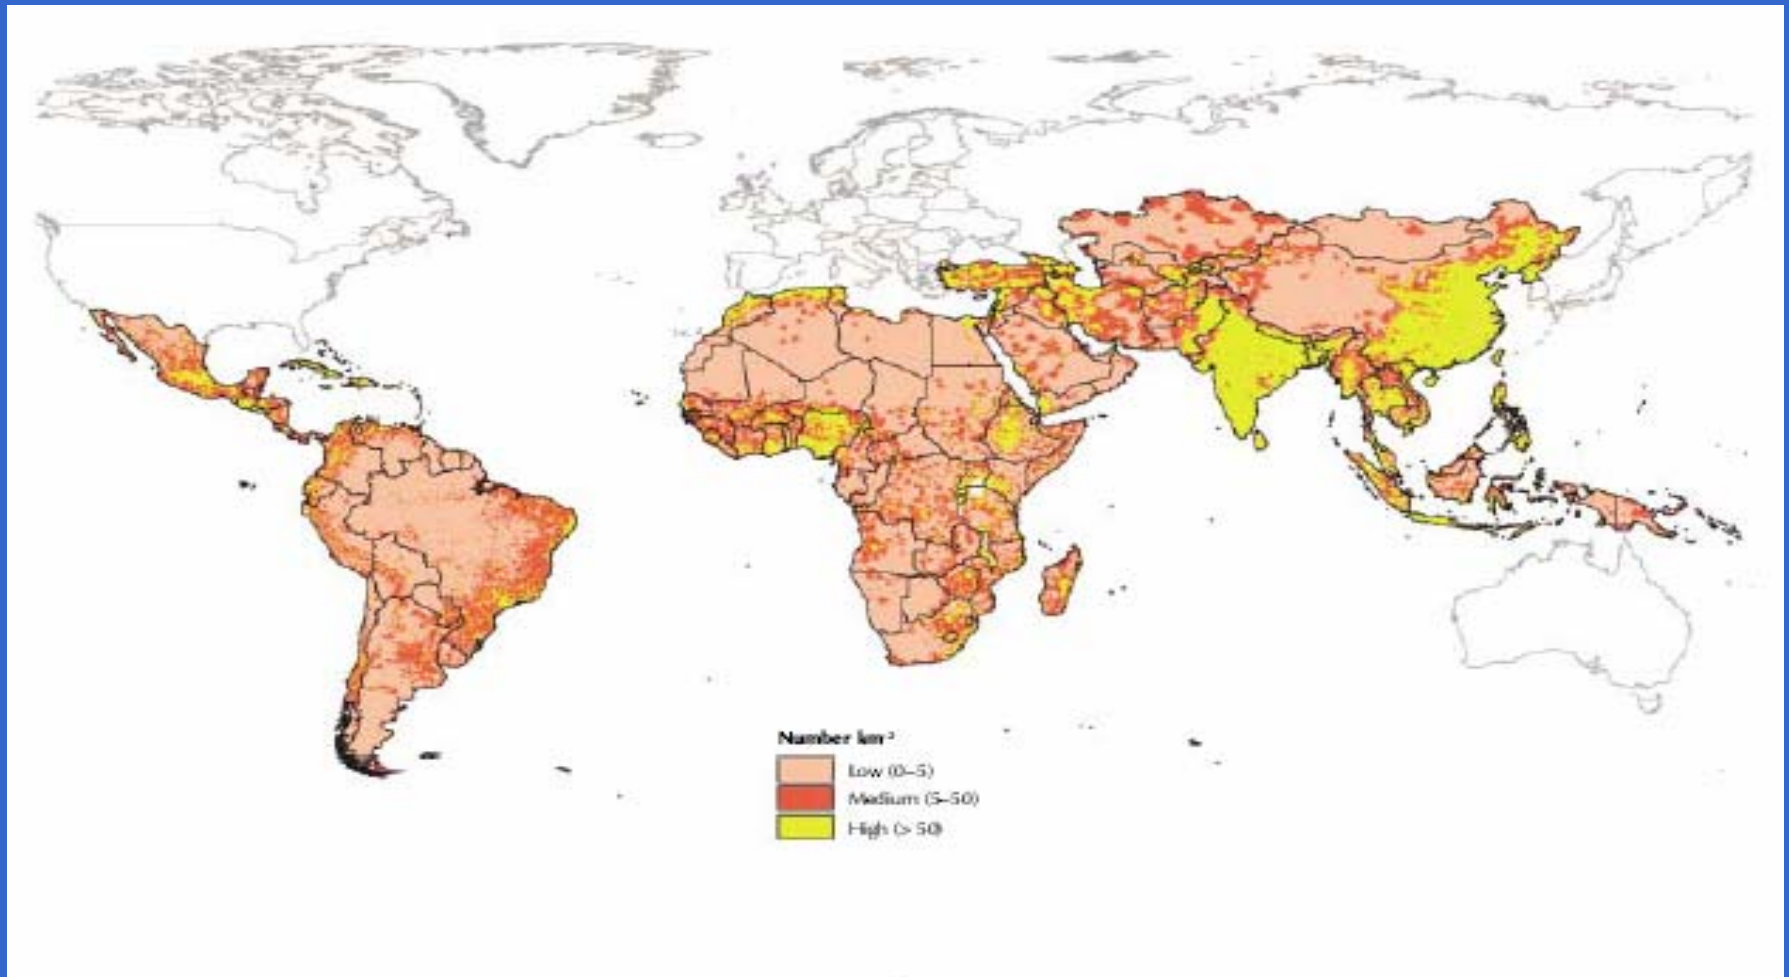 Number km⁻²
Low (0–5)
Medium (5–50)
High (> 50)